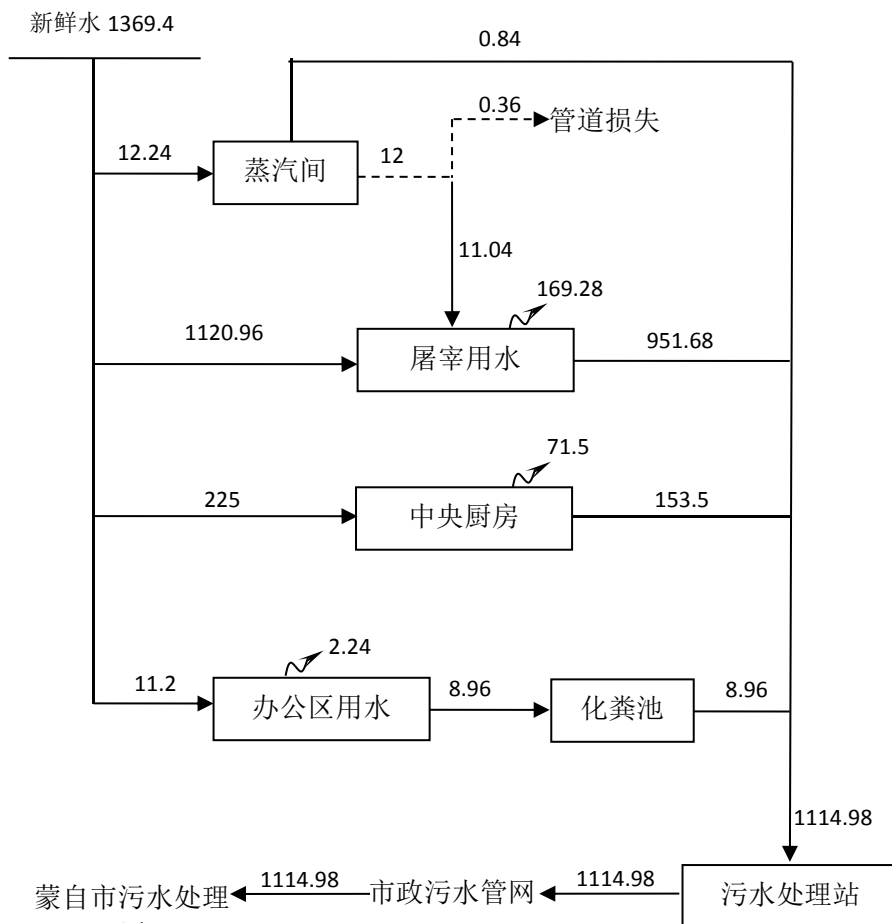 新鲜水 1369.4
0.84
0.36
管道损失
12.24
蒸汽间
12
11.04
169.28
1120.96
屠宰用水
951.68
71.5
225
中央厨房
153.5
2.24
11.2
办公区用水
8.96
化粪池
8.96
1114.98
蒙自市污水处理
1114.98
市政污水管网
1114.98
污水处理站